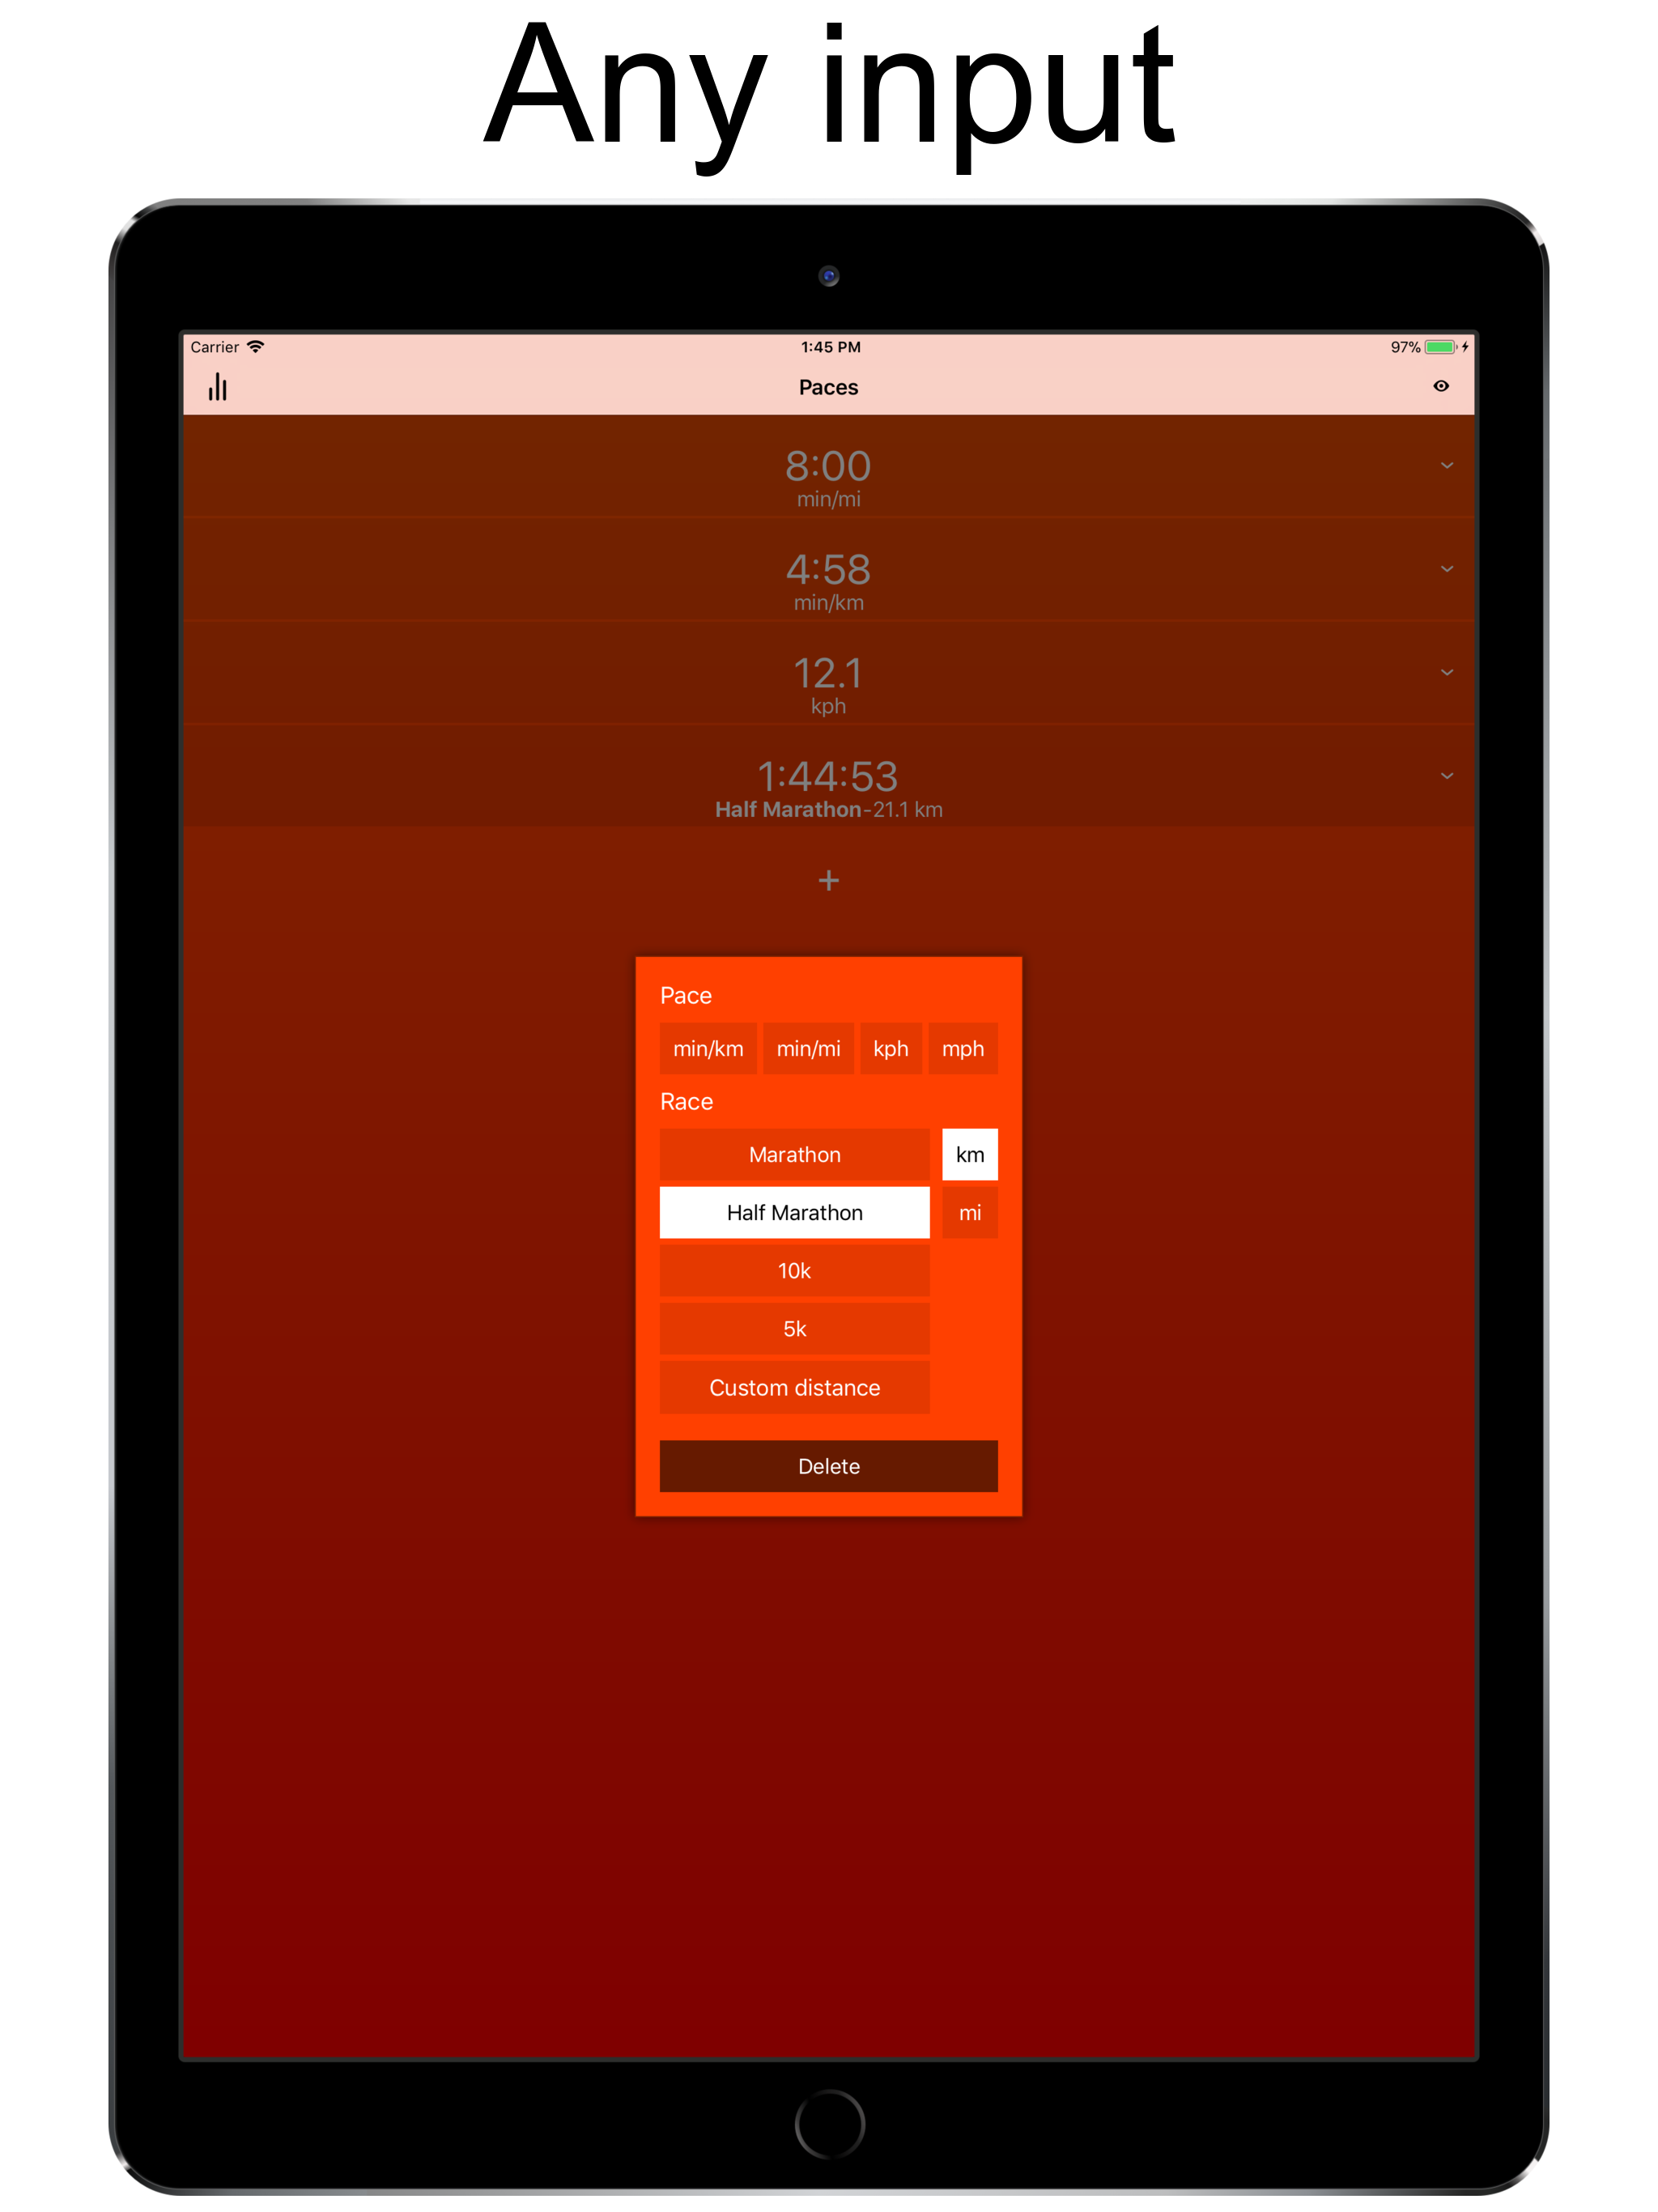 Any input
Carrier 1:45 PM 97%
Paces
8:00
min/mi
4:58
min/km
12.1
kph
1:44:53
Half Marathon-21.1 km
+
Pace
min/km min/mi kph mph
Race
Marathon km
Half Marathon mi
10k
5k
Custom distance
Delete